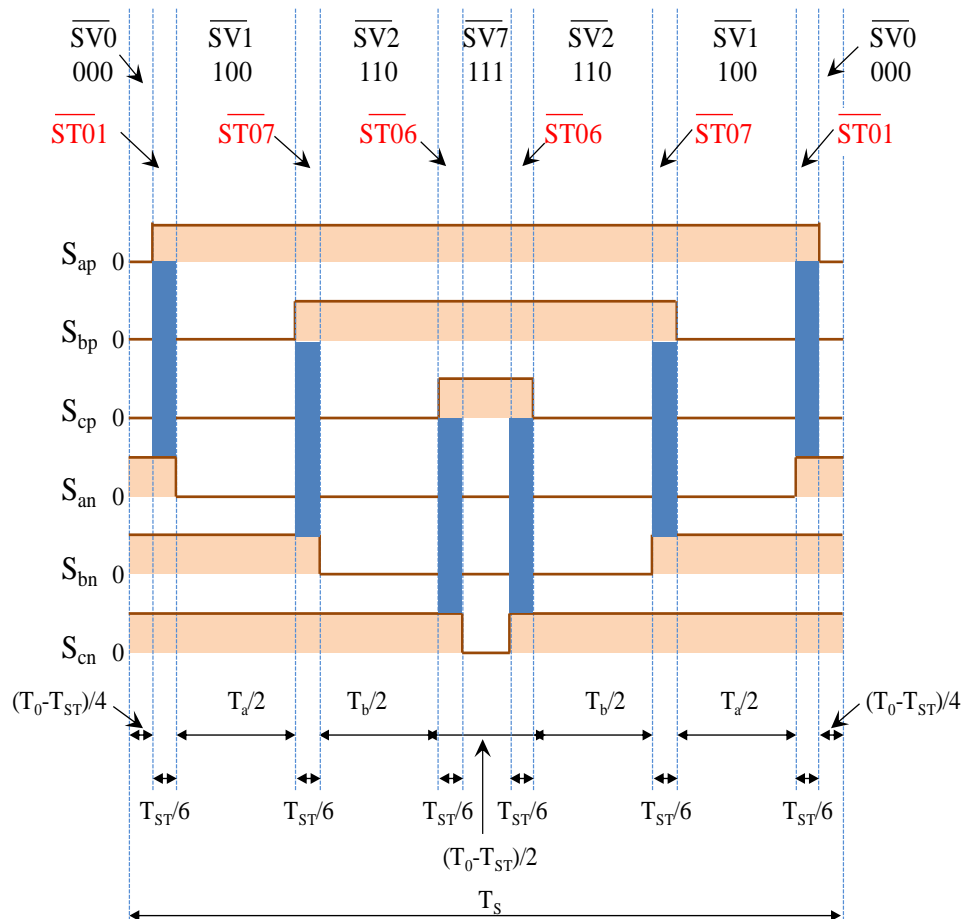 SV0 SV1 SV2 SV7 SV2 SV1 SV0
000 100 110 111 110 100 000
ST01 ST07 ST06 ST06 ST07 ST01
Sap 0
Sbp 0
Scp 0
San 0
Sbn 0
Scn 0
(T0-TST)/4 Ta/2 Tb/2 Tb/2 Ta/2 (T0-TST)/4
TST/6 TST/6 TST/6 TST/6 TST/6 TST/6
(T0-TST)/2
TS